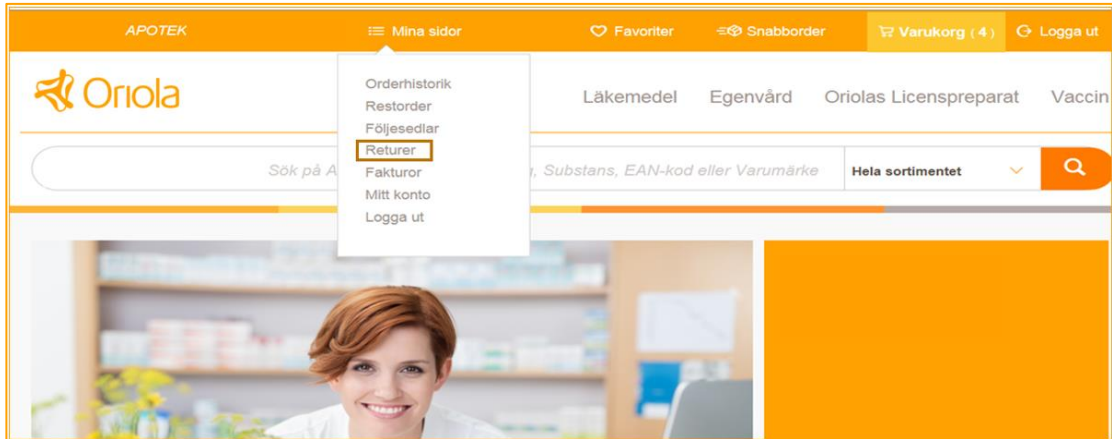 APOTEK Mina sidor Favoriter Snabborder Varukorg ( 4 ) Logga ut
Oriola
Läkemedel Egenvård Oriolas Licenspreparat Vaccin
Orderhistorik
Restorder
Följesedlar
Returer
Fakturor
Mitt konto
Logga ut
Sök på Substans, EAN-kod eller Varumärke Hela sortimentet